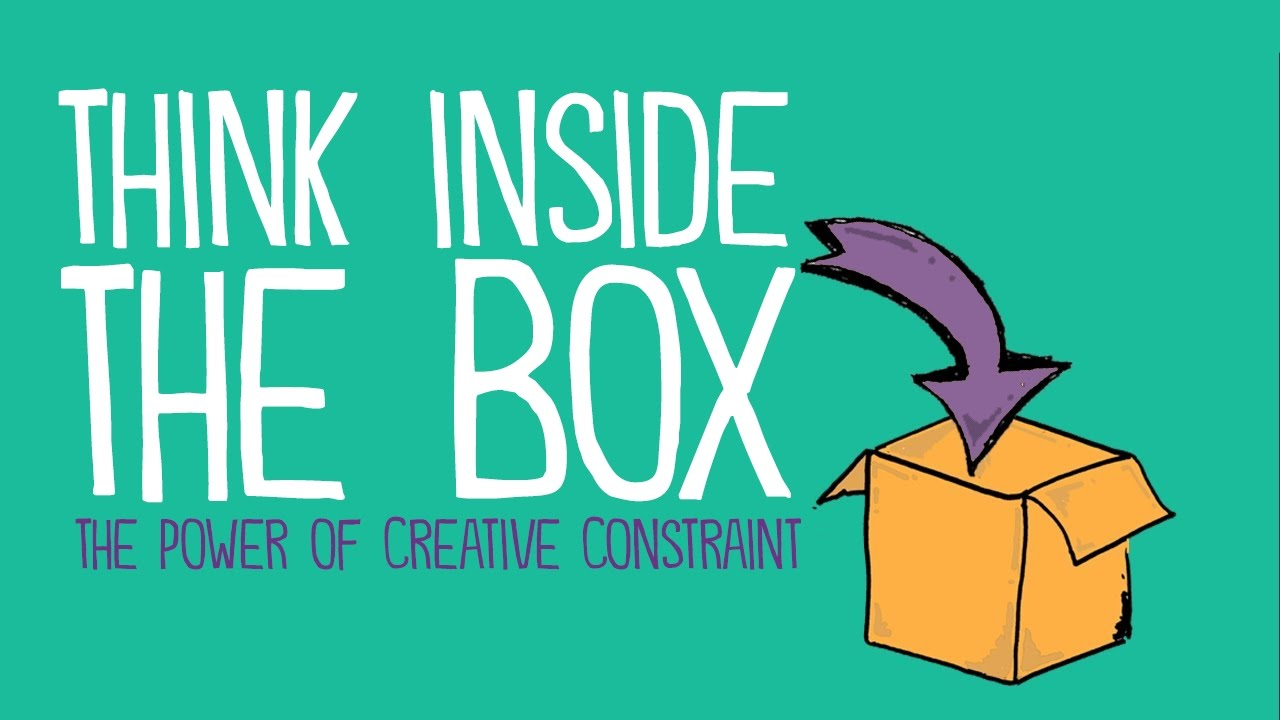 THINK INSIDE
THE BOX
THE POWER OF CREATIVE CONSTRAINT